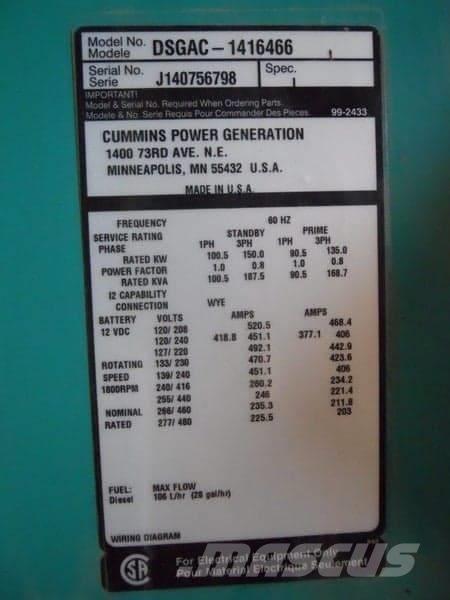 Model No. DSGAC-1416466
Modele
Serial No. J140756798 Spec.
Serie
IMPORTANT!
Model & Serial No. Required When Ordering Parts.
Modele & No. Serie Requis Pour Commander Des Pieces. 99-2433
CUMMINS POWER GENERATION
1400 73RD AVE. N.E.
MINNEAPOLIS, MN 55432 U.S.A.
MADE IN U.S.A.
FREQUENCY 60 HZ
SERVICE RATING STANDBY PRIME
PHASE 1PH 3PH 1PH 3PH
RATED KW 100.5 150.0 90.5 135.0
POWER FACTOR 1.0 0.8 1.0 0.8
RATED KVA 100.5 187.5 90.5 168.7
I2 CAPABILITY
CONNECTION WYE
BATTERY VOLTS AMPS AMPS
12 VDC 120/ 208 520.5 468.4
120/ 240 418.8 451.1 377.1 406
127/ 220 492.1 442.9
ROTATING 133/ 230 470.7 423.6
SPEED 139/ 240 451.1 406
1800RPM 240/ 416 260.2 234.2
255/ 440 246 221.4
NOMINAL 266/ 460 235.3 211.8
RATED 277/ 480 225.5 203
FUEL: MAX FLOW
Diesel 106 L/hr (28 gal/hr)
WIRING DIAGRAM
For Electrical Equipment Only
Pour Materiel Electrique Seulement
mascus